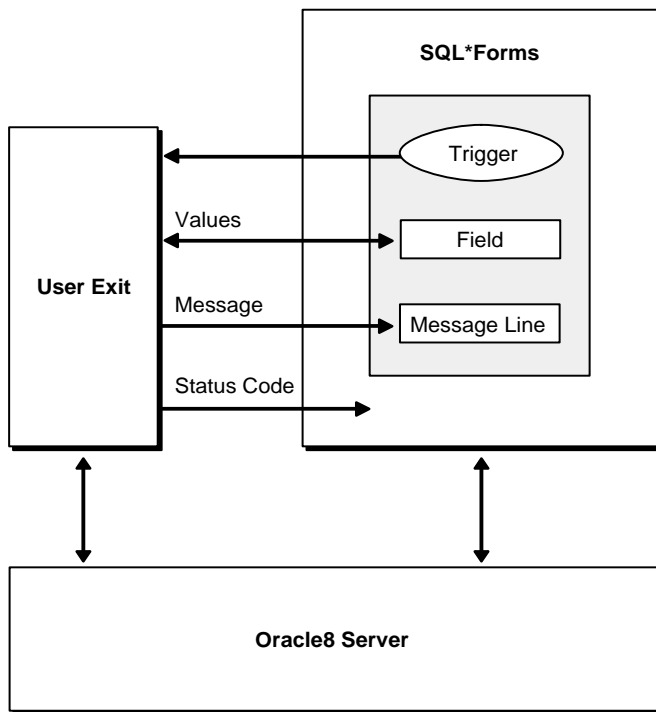 SQL*Forms
Trigger
Values
Field
User Exit
Message
Message Line
Status Code
Oracle8 Server